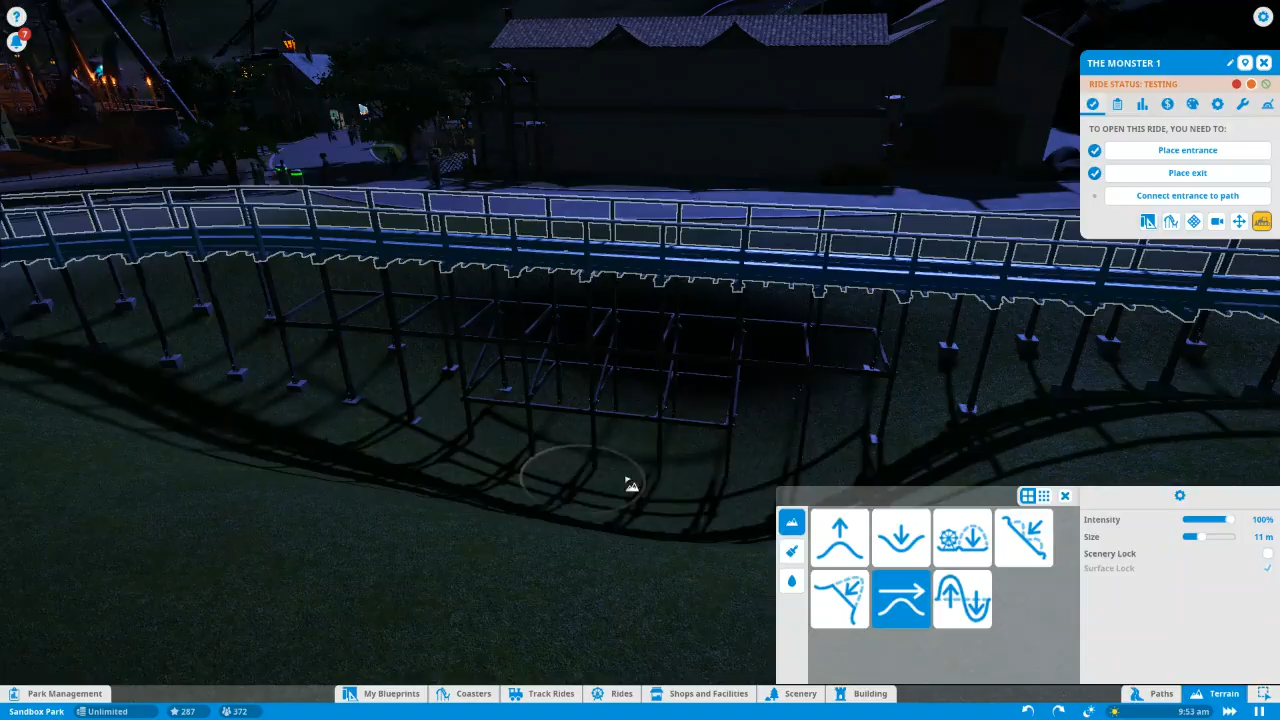 ?
7
THE MONSTER 1
RIDE STATUS: TESTING
TO OPEN THIS RIDE, YOU NEED TO:
Place entrance
Place exit
Connect entrance to path
Intensity 100%
Size 11 m
Scenery Lock
Surface Lock
Park Management My Blueprints Coasters Track Rides Rides Shops and Facilities Scenery Building Paths Terrain
Sandbox Park Unlimited 287 372 9:53 am